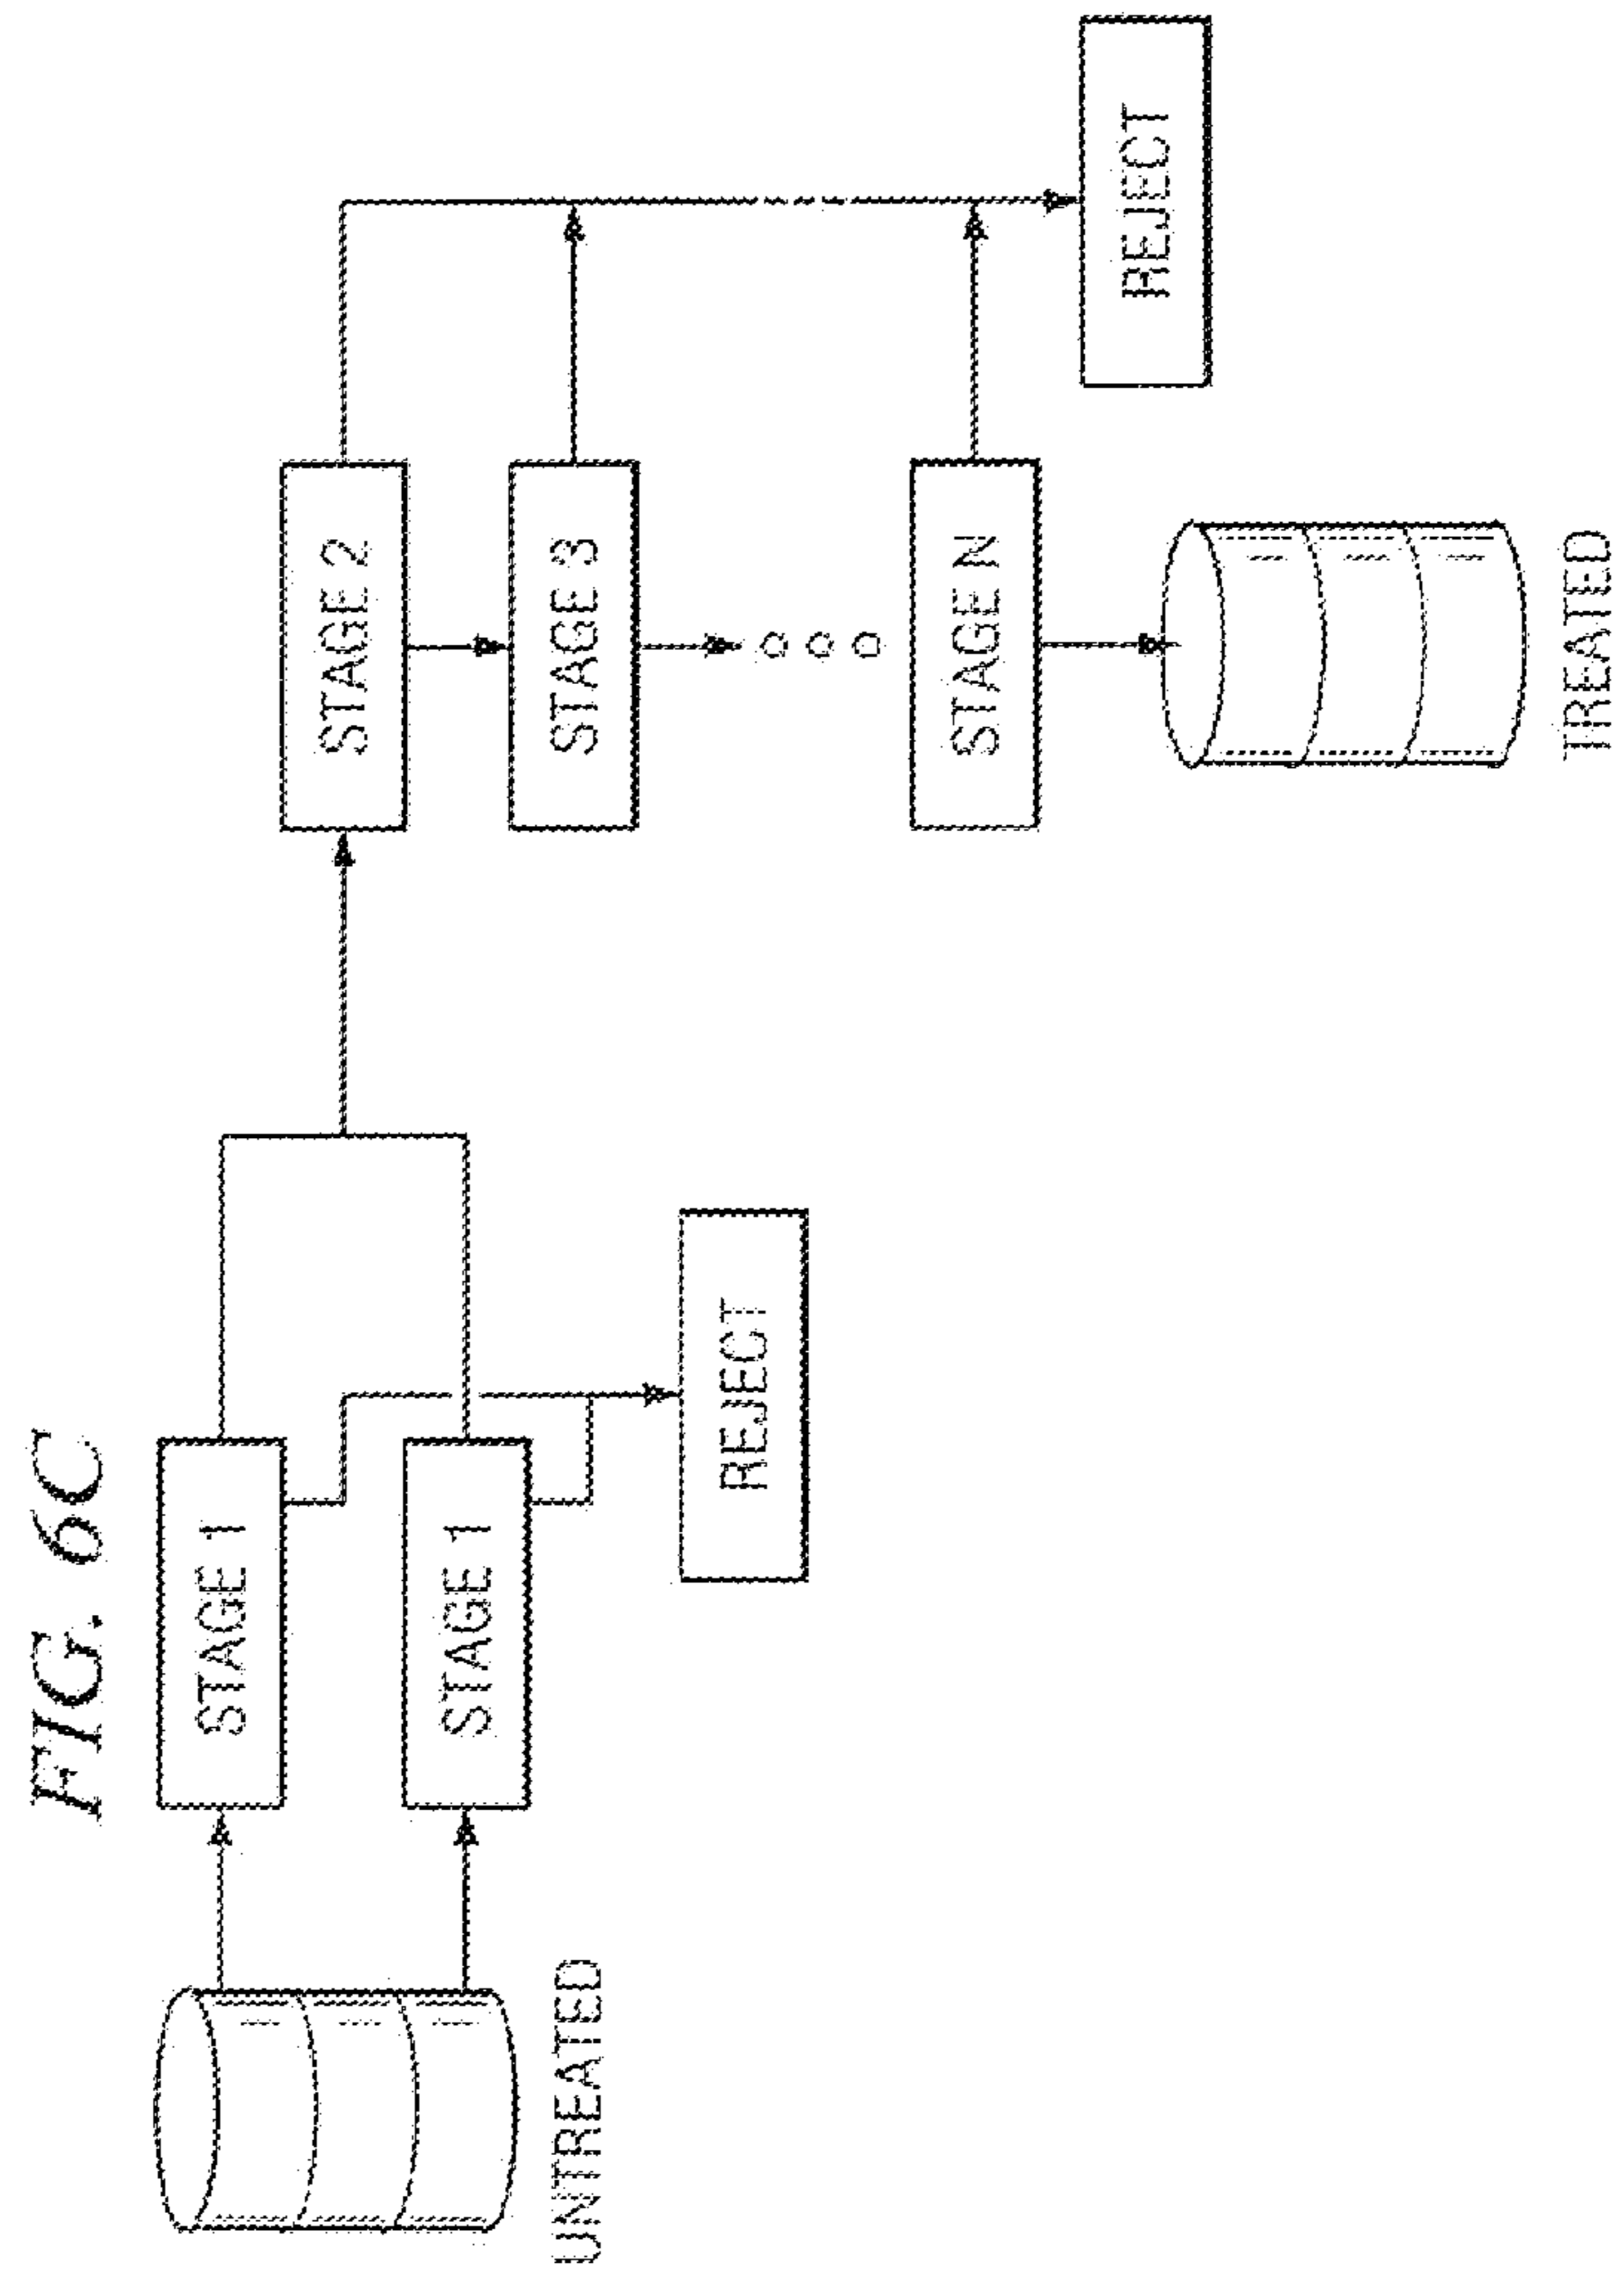 FIG. 6C
UNTREATED
STAGE 1
STAGE 1
REJECT
STAGE 2
STAGE 3
STAGE N
TREATED
REJECT